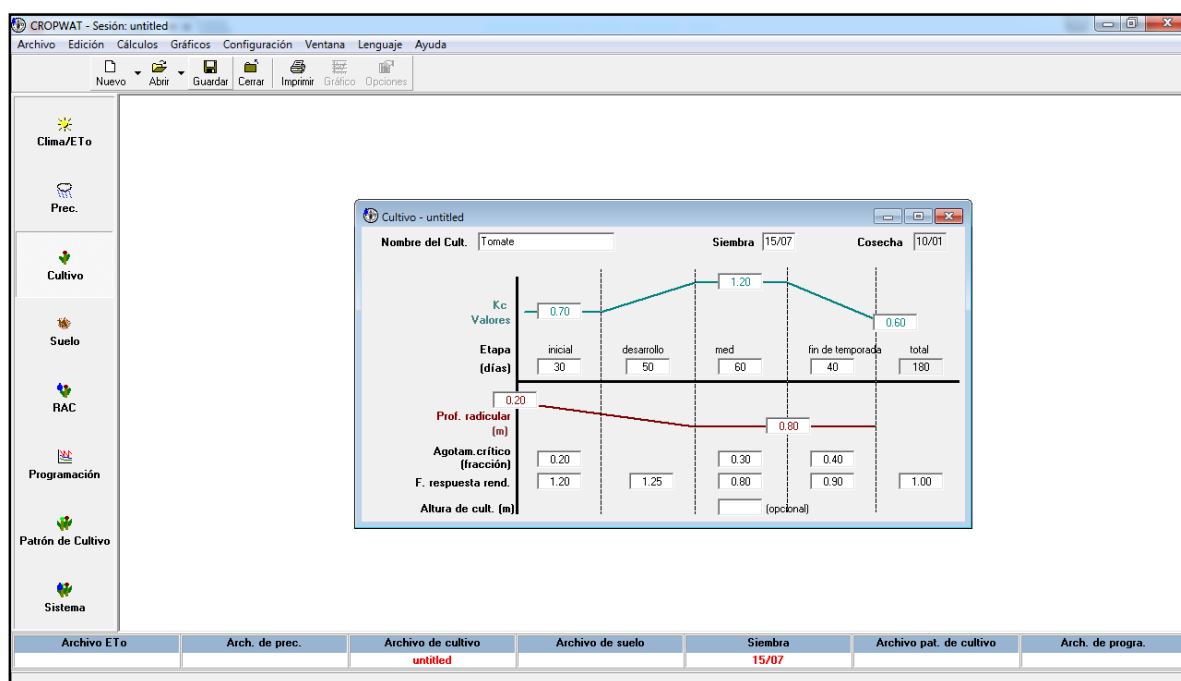 CROPWAT - Sesión: untitled
Archivo Edición Cálculos Gráficos Configuración Ventana Lenguaje Ayuda
Nuevo Abrir Guardar Cerrar Imprimir Gráfico Opciones
Clima/ETo
Prec.
Cultivo
Suelo
RAC
Programación
Patrón de Cultivo
Sistema
Cultivo - untitled
Nombre del Cult. Tomate Siembra 15/07 Cosecha 10/01
Kc
Valores
0.70 1.20 0.60
Etapa inicial desarrollo med fin de temporada total
(días) 30 50 60 40 180
Prof. radicular
(m)
0.20 0.80
Agotam.crítico
(fracción)
0.20 0.30 0.40
F. respuesta rend. 1.20 1.25 0.80 0.90 1.00
Altura de cult. (m) (opcional)
Archivo ETo Arch. de prec. Archivo de cultivo Archivo de suelo Siembra Archivo pat. de cultivo Arch. de progra.
untitled 15/07